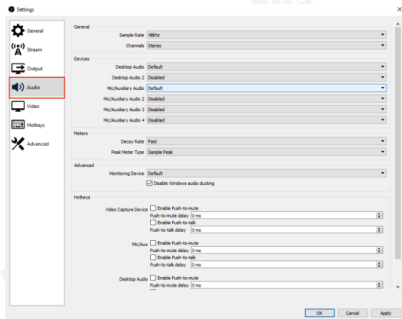 Settings
General
General
Sample Rate 48khz
Channels Stereo
Stream
Devices
Output
Desktop Audio Default
Desktop Audio 2 Disabled
Audio
Mic/Auxiliary Audio Default
Mic/Auxiliary Audio 2 Disabled
Video
Mic/Auxiliary Audio 3 Disabled
Mic/Auxiliary Audio 4 Disabled
Hotkeys
Meters
Decay Rate Fast
Advanced
Peak Meter Type Sample Peak
Advanced
Monitoring Device Default
Disable Windows audio ducking
Hotkeys
Video Capture Device Enable Push-to-mute
Push-to-mute delay 0 ms
Enable Push-to-talk
Push-to-talk delay 0 ms
Mic/Aux Enable Push-to-mute
Push-to-mute delay 0 ms
Enable Push-to-talk
Push-to-talk delay 0 ms
Desktop Audio Enable Push-to-mute
Push-to-mute delay 0 ms
OK Cancel Apply